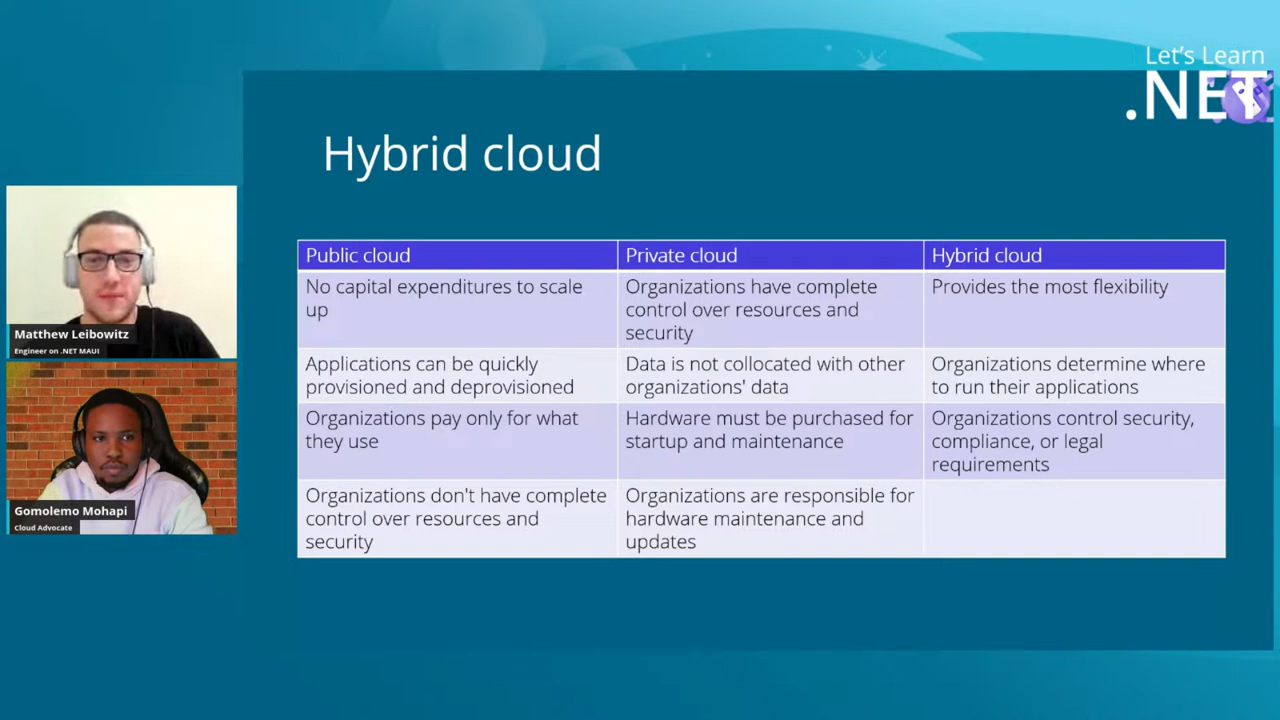 Let's Learn
.NET
Hybrid cloud
Matthew Leibowitz
Engineer on .NET MAUI
Gomolemo Mohapi
Cloud Advocate
Public cloud
Private cloud
Hybrid cloud
No capital expenditures to scale
up
Organizations have complete
control over resources and
security
Provides the most flexibility
Applications can be quickly
provisioned and deprovisioned
Data is not collocated with other
organizations' data
Organizations determine where
to run their applications
Organizations pay only for what
they use
Hardware must be purchased for
startup and maintenance
Organizations control security,
compliance, or legal
requirements
Organizations don't have complete
control over resources and
security
Organizations are responsible for
hardware maintenance and
updates